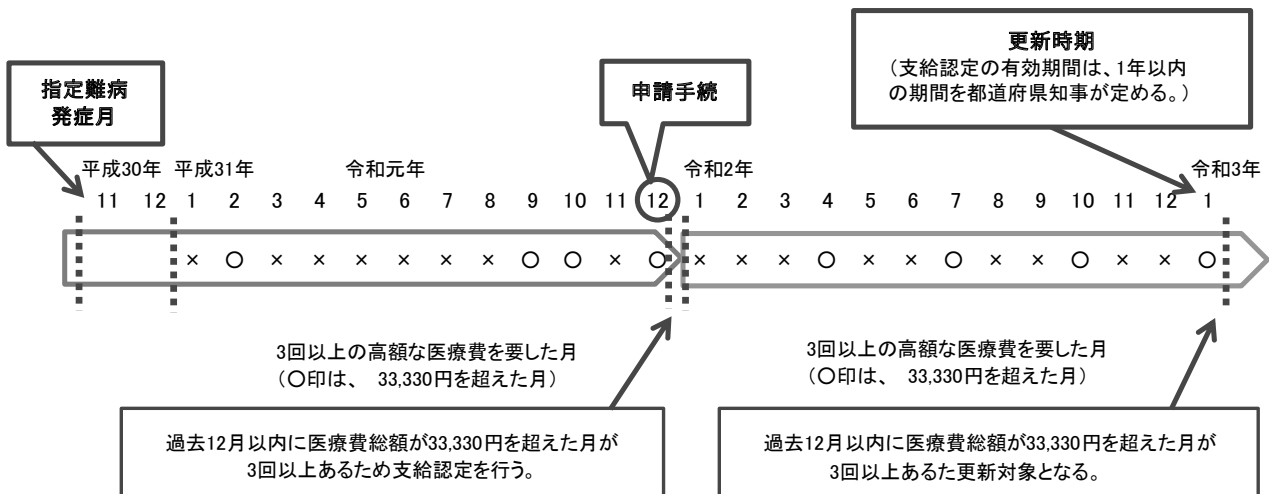 更新時期
(支給認定の有効期間は、1年以内
の期間を都道府県知事が定める。)
指定難病
発症月
申請手続
平成30年 平成31年 令和元年 令和2年 令和3年
11 12 1 2 3 4 5 6 7 8 9 10 11 12 1 2 3 4 5 6 7 8 9 10 11 12 1
× ○ × × × × × × ○ ○ × ○ × × × ○ × × ○ × × ○ × × ○
3回以上の高額な医療費を要した月
(○印は、 33,330円を超えた月)
3回以上の高額な医療費を要した月
(○印は、 33,330円を超えた月)
過去12月以内に医療費総額が33,330円を超えた月が
3回以上あるため支給認定を行う。
過去12月以内に医療費総額が33,330円を超えた月が
3回以上あるた更新対象となる。